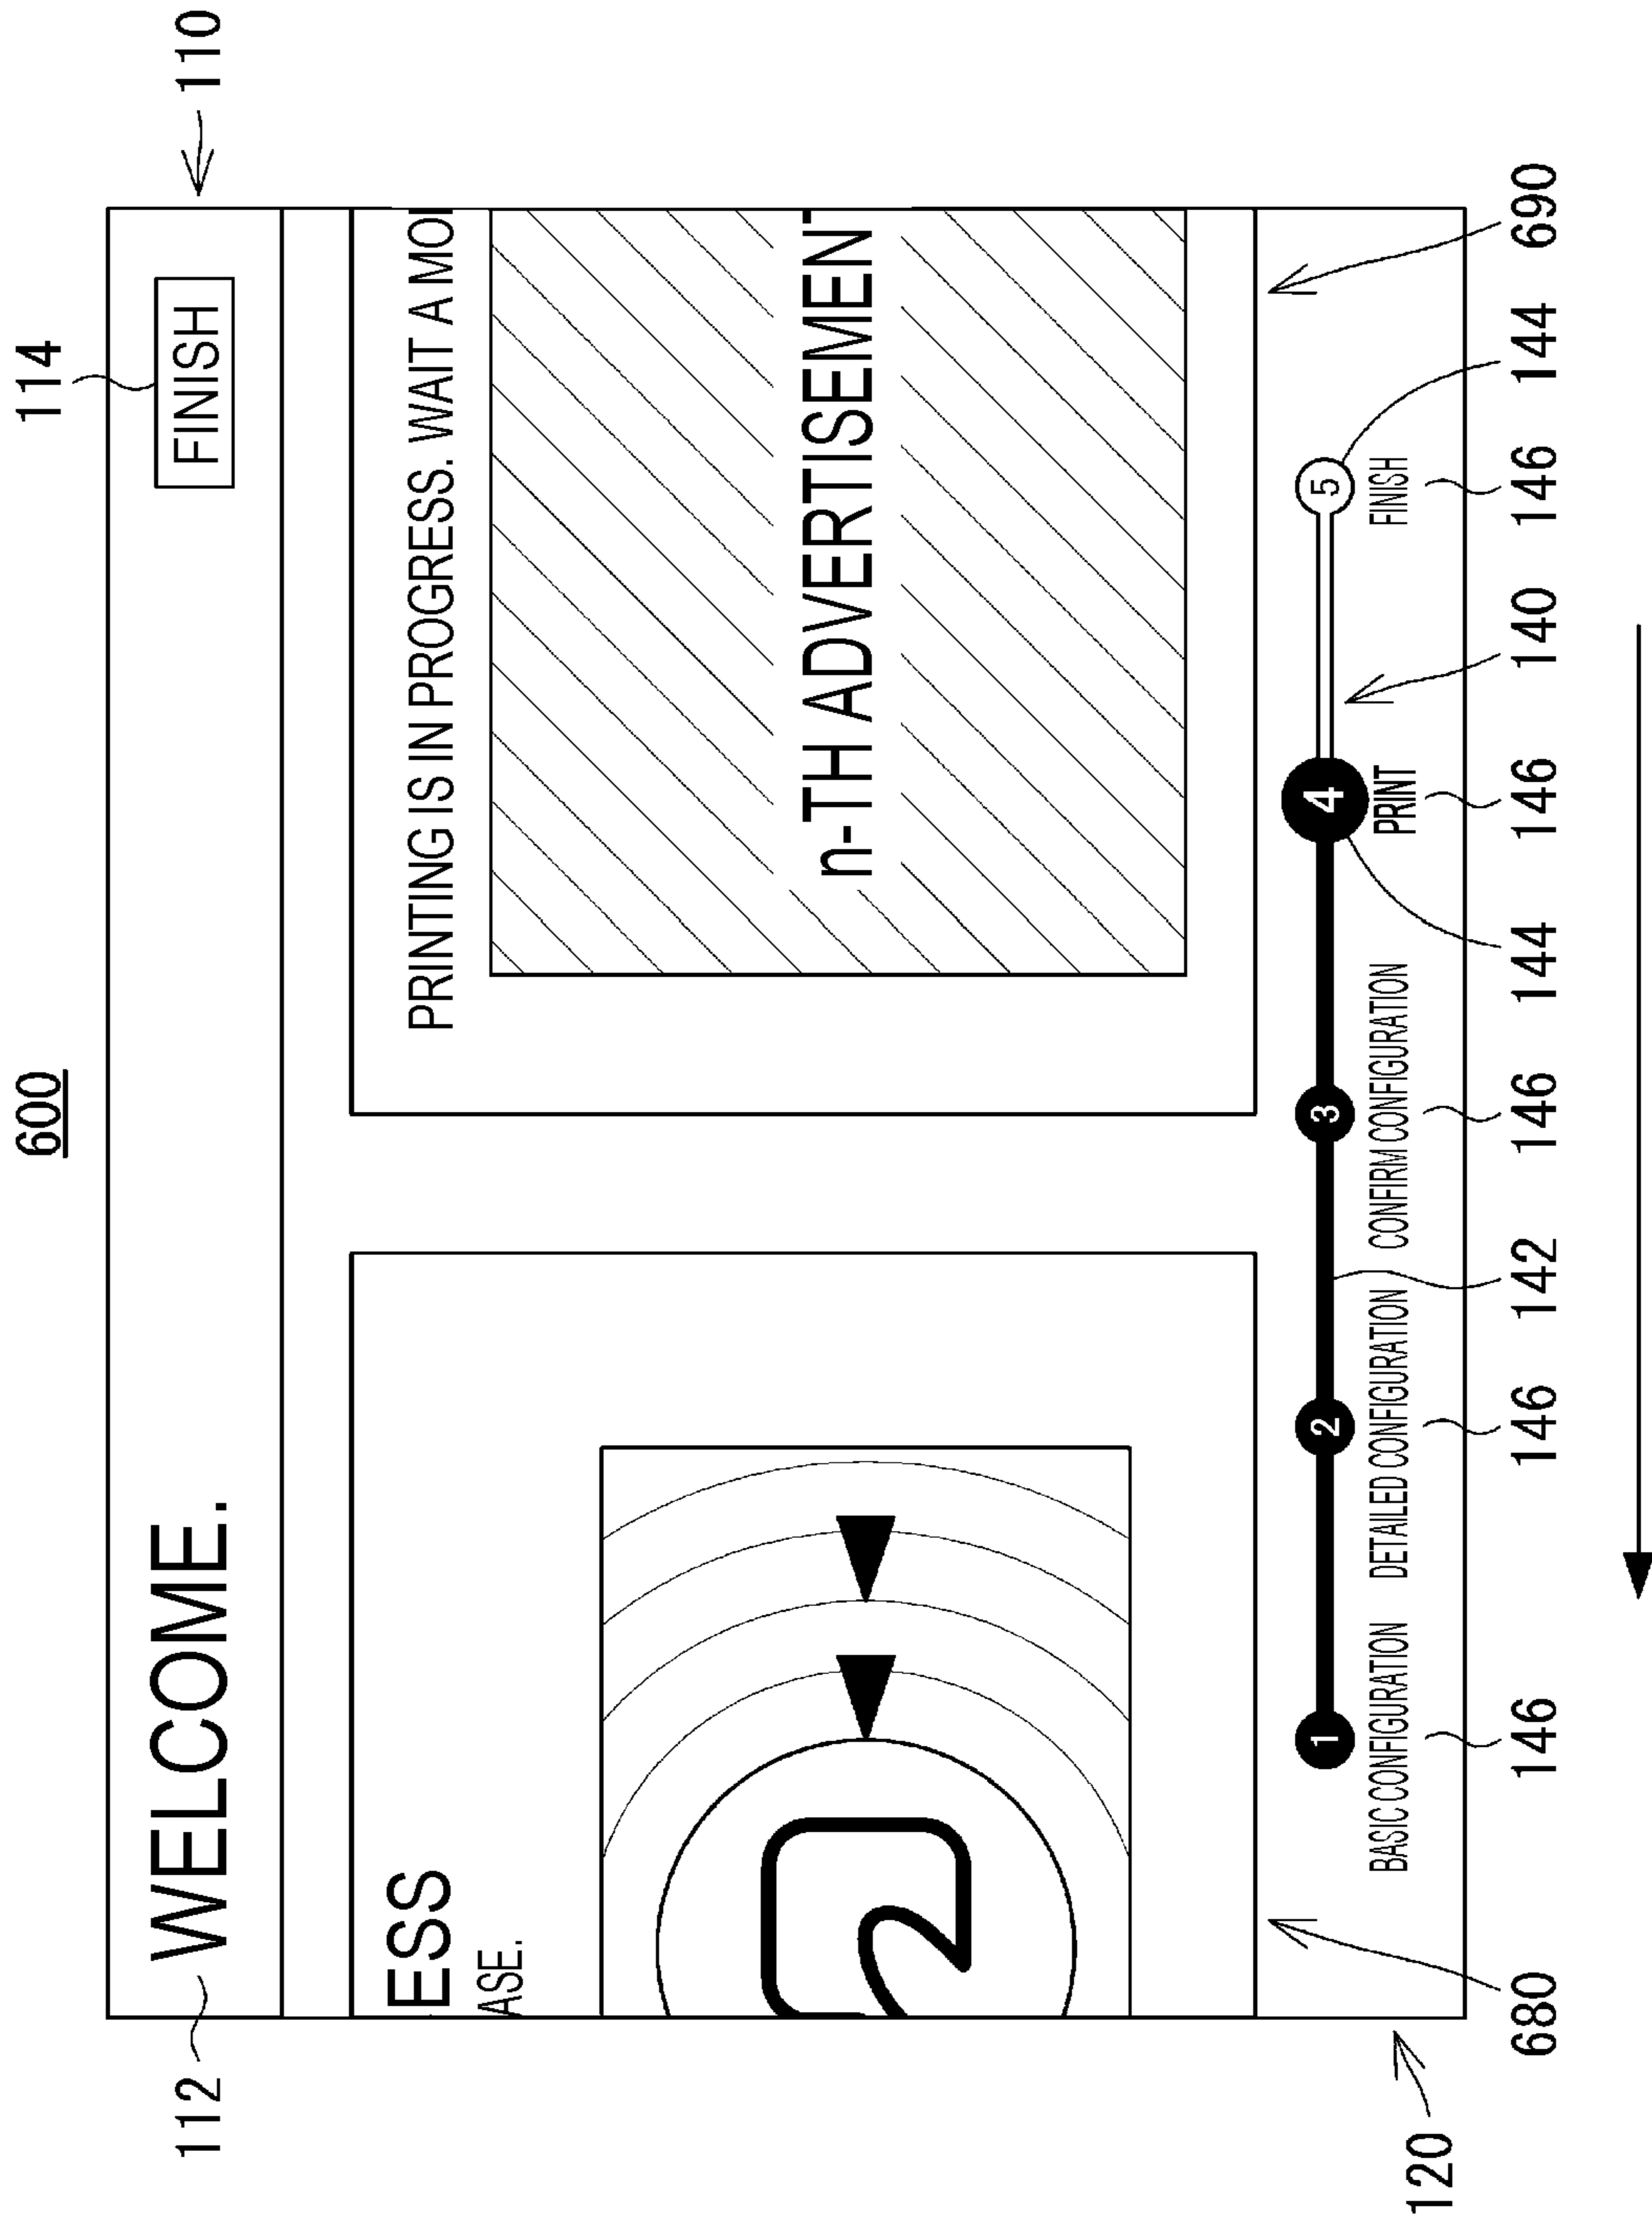 600
114
110
WELCOME.
FINISH
112
ESS
ASE.
PRINTING IS IN PROGRESS. WAIT A MO
n-TH ADVERTISEMENT
1 2 3 4 5
BASIC CONFIGURATION DETAILED CONFIGURATION CONFIRM CONFIGURATION PRINT FINISH
120
680 146 146 142 146 144 146 140 146 144 690